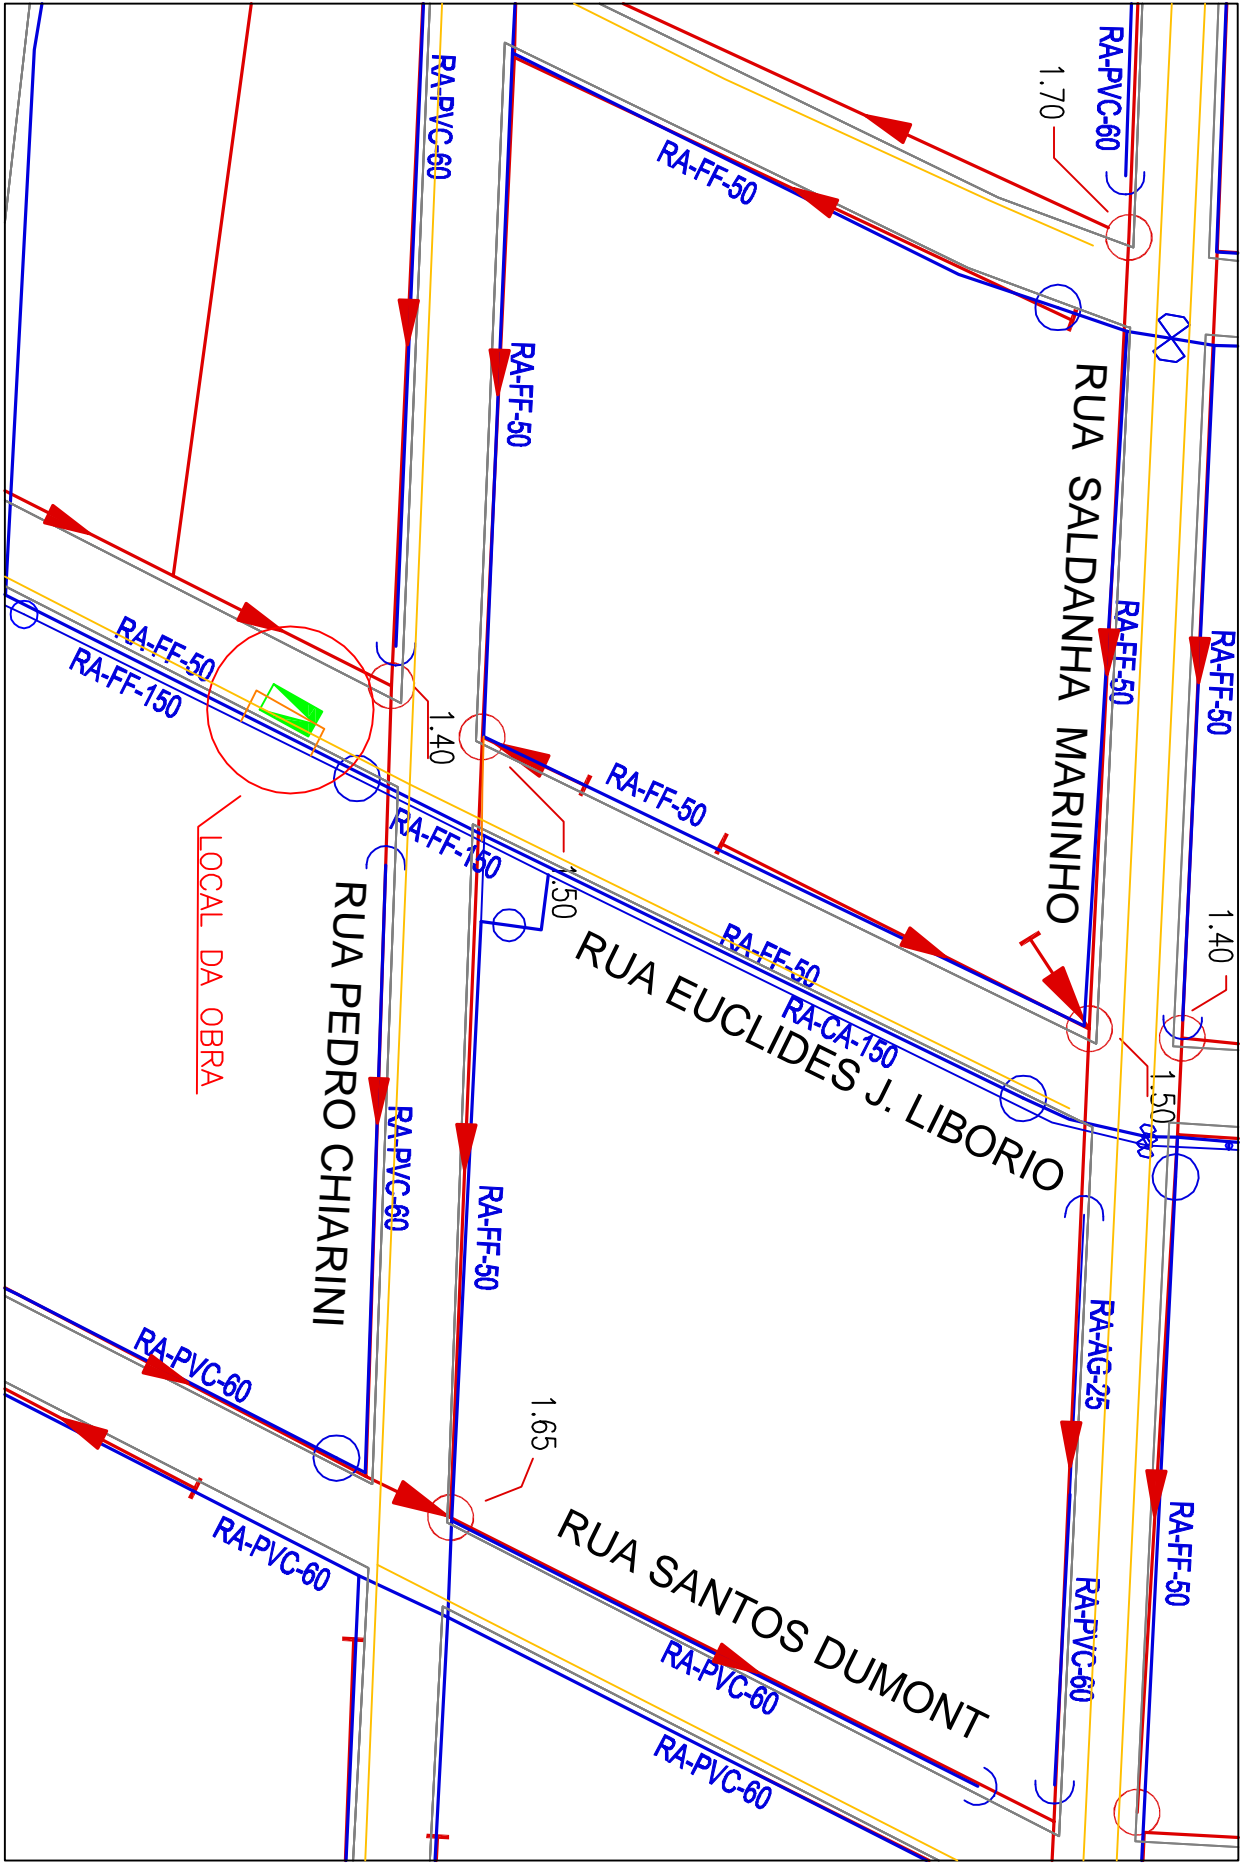 RA-PVC-60
1.70
RA-FF-50
RA-PVC-60
RA-FF-50
RUA SALDANHA MARINHO
RA-FF-50
RA-FF-50
RA-FF-50
RA-FF-150
1.40
RA-FF-50
RA-FF-150
1.50
1.40
LOCAL DA OBRA
RUA PEDRO CHIARINI
RUA EUCLIDES J. LIBORIO
RA-FF-50
RA-CA-150
1.50
RA-PVC-60
RA-FF-50
RA-AG-25
RA-PVC-60
1.65
RA-FF-50
RUA SANTOS DUMONT
RA-PVC-60
RA-PVC-60
RA-PVC-60
RA-PVC-60